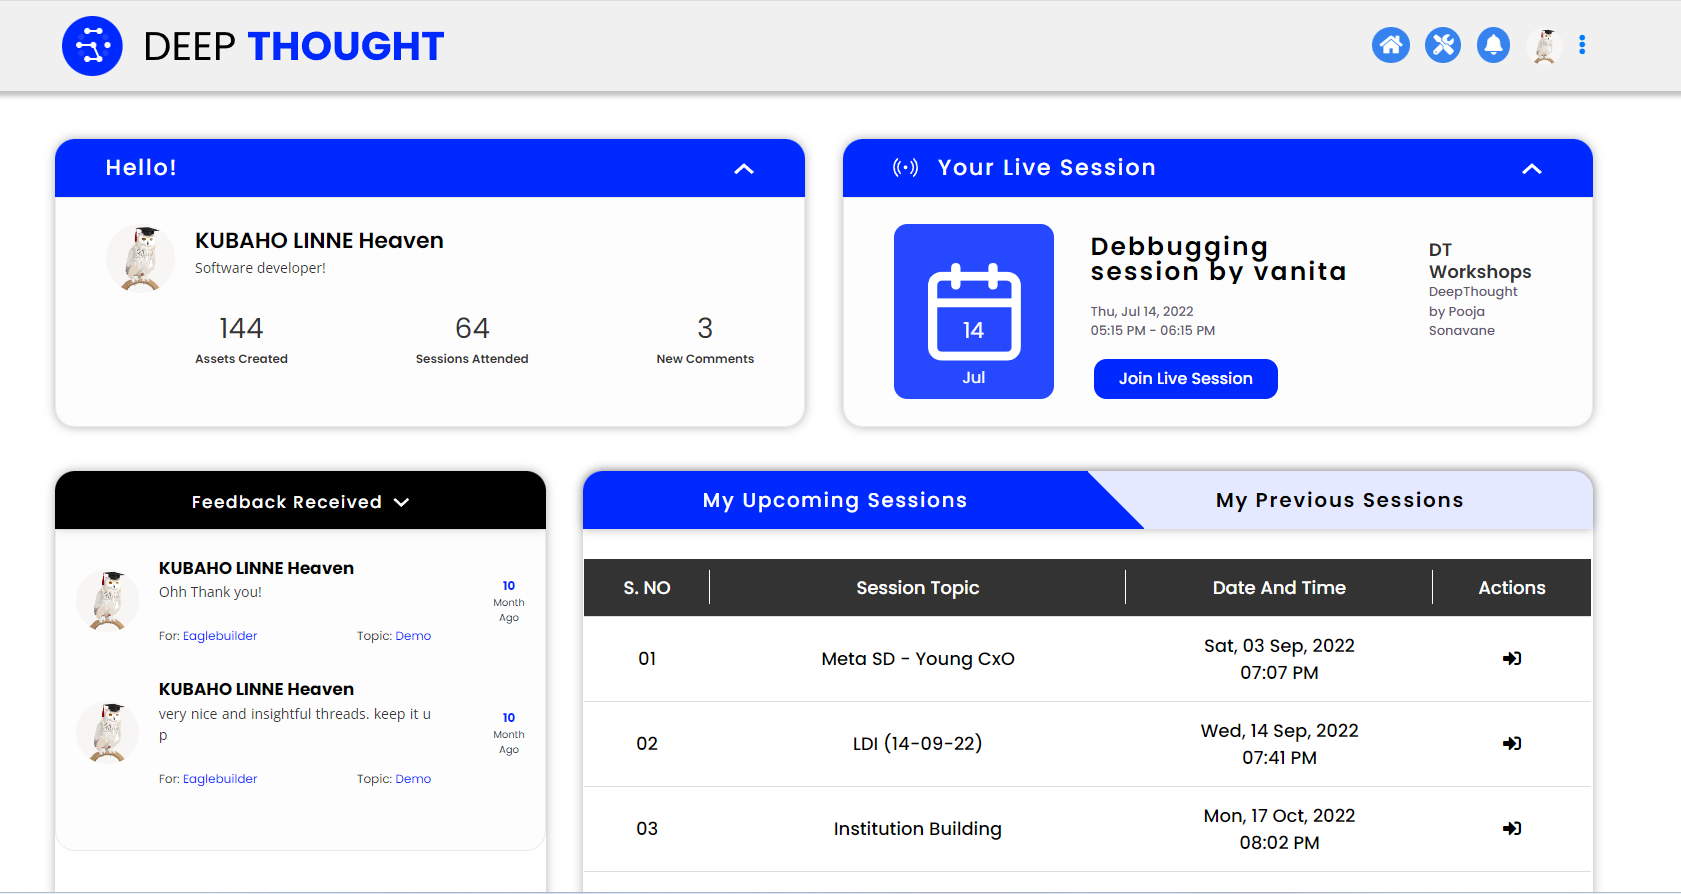 DEEP THOUGHT
Hello!
KUBAHO LINNE Heaven
Software developer!
144
Assets Created
64
Sessions Attended
3
New Comments
Your Live Session
14
Jul
Debbugging
session by vanita
Thu, Jul 14, 2022
05:15 PM - 06:15 PM
Join Live Session
DT
Workshops
DeepThought
by Pooja
Sonavane
Feedback Received
KUBAHO LINNE Heaven
Ohh Thank you!
For: Eaglebuilder
Topic: Demo
10
Month
Ago
KUBAHO LINNE Heaven
very nice and insightful threads. keep it u
p
For: Eaglebuilder
Topic: Demo
10
Month
Ago
My Upcoming Sessions
My Previous Sessions
S. NO
Session Topic
Date And Time
Actions
01
Meta SD - Young CxO
Sat, 03 Sep, 2022
07:07 PM
02
LDI (14-09-22)
Wed, 14 Sep, 2022
07:41 PM
03
Institution Building
Mon, 17 Oct, 2022
08:02 PM